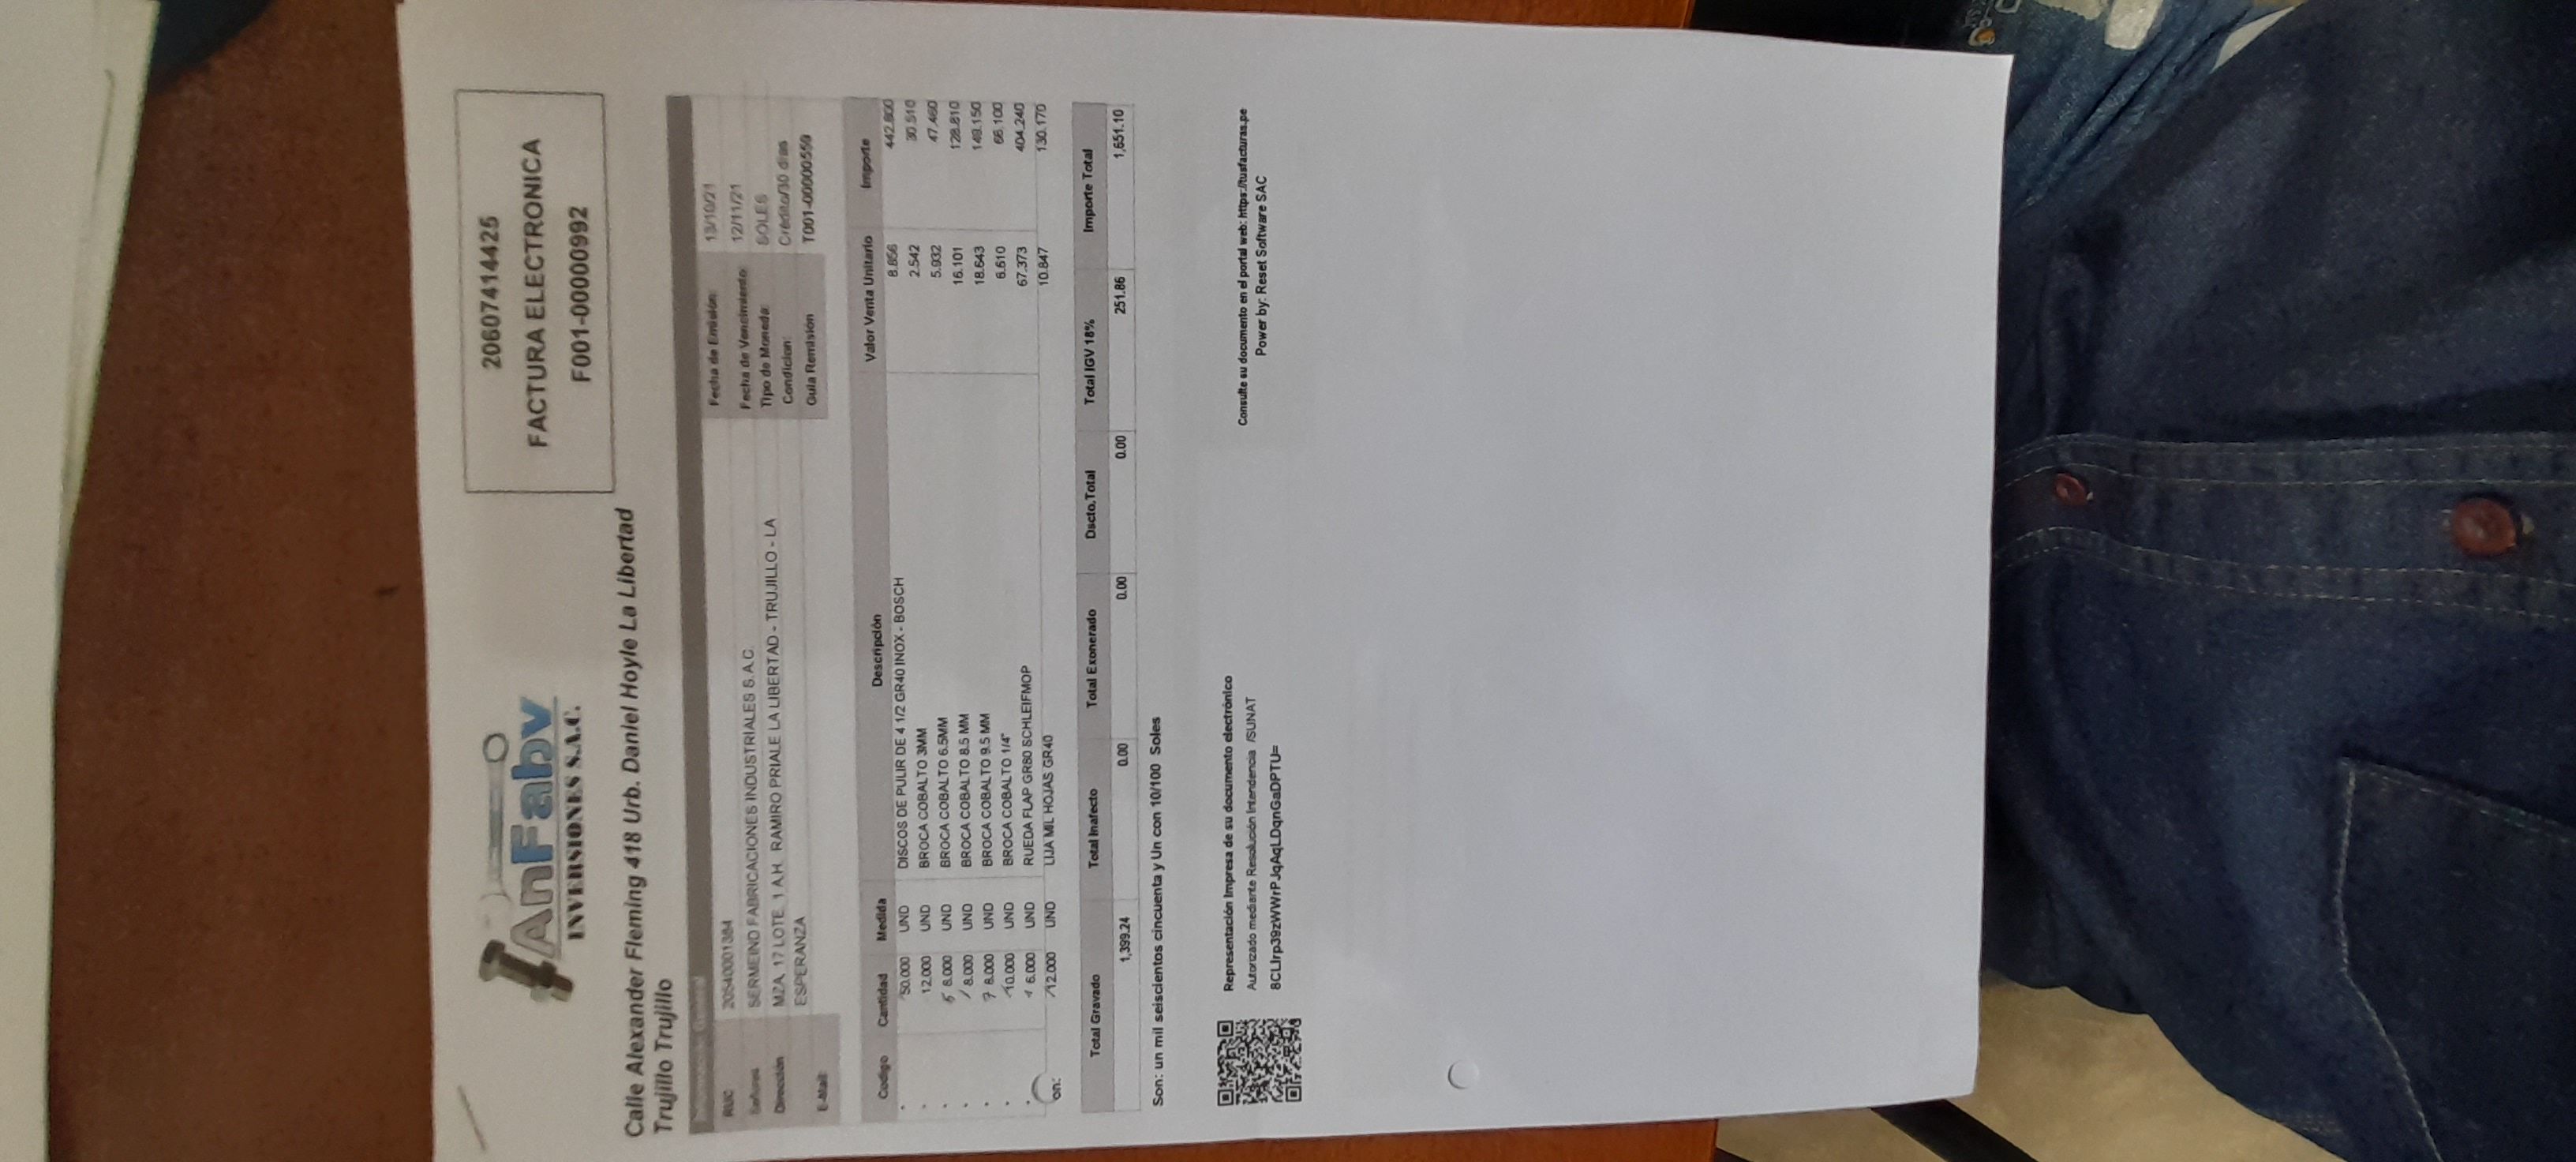 AnFaby
INVERSIONES S.A.C.
20607414425
FACTURA ELECTRONICA
F001-00000992
Calle Alexander Fleming 418 Urb. Daniel Hoyle La Libertad
Trujillo Trujillo
RUC 20540001384 Fecha de Emisión: 13/10/21
Señores SERMEIND FABRICACIONES INDUSTRIALES S.A.C. Fecha de Vencimiento: 12/11/21
Dirección MZA. 17 LOTE. 1 A.H. RAMIRO PRIALE LA LIBERTAD - TRUJILLO - LA Tipo de Moneda: SOLES
ESPERANZA Condicion: Crédito/30 días
E-Mail: Guia Remisión T001-00000559
Codigo Cantidad Medida Descripción Valor Venta Unitario Importe
. 50.000 UND DISCOS DE PULIR DE 4 1/2 GR40 INOX - BOSCH 8.856 442.800
. 12.000 UND BROCA COBALTO 3MM 2.542 30.510
. 8.000 UND BROCA COBALTO 6.5MM 5.932 47.460
. 8.000 UND BROCA COBALTO 8.5 MM 16.101 128.810
. 8.000 UND BROCA COBALTO 9.5 MM 18.643 149.150
. 10.000 UND BROCA COBALTO 1/4" 6.610 66.100
. 6.000 UND RUEDA FLAP GR80 SCHLEIFMOP 67.373 404.240
12.000 UND LIJA MIL HOJAS GR40 10.847 130.170
on:
Total Gravado Total Inafecto Total Exonerado Dscto.Total Total IGV 18% Importe Total
1,399.24 0.00 0.00 0.00 251.86 1,651.10
Son: un mil seiscientos cincuenta y Un con 10/100 Soles
Representación Impresa de su documento electrónico
Autorizado mediante Resolución Intendencia /SUNAT
8CLlrp39zWWrPJqAqLDqnGaDPTU=
Consulte su documento en el portal web: https://tusfacturas.pe
Power by: Reset Software SAC